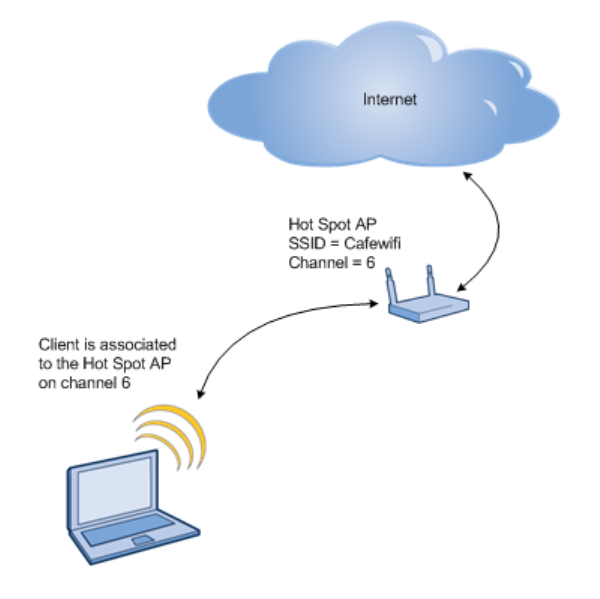 Internet
Hot Spot AP
SSID = Cafewifi
Channel = 6
Client is associated
to the Hot Spot AP
on channel 6